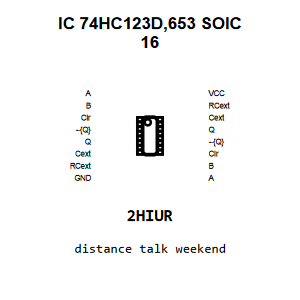 IC 74HC123D,653 SOIC
16
A VCC
B RCext
Clr Cext
~{Q} Q
Q ~{Q}
Cext Clr
RCext B
GND A
2HIUR
distance talk weekend